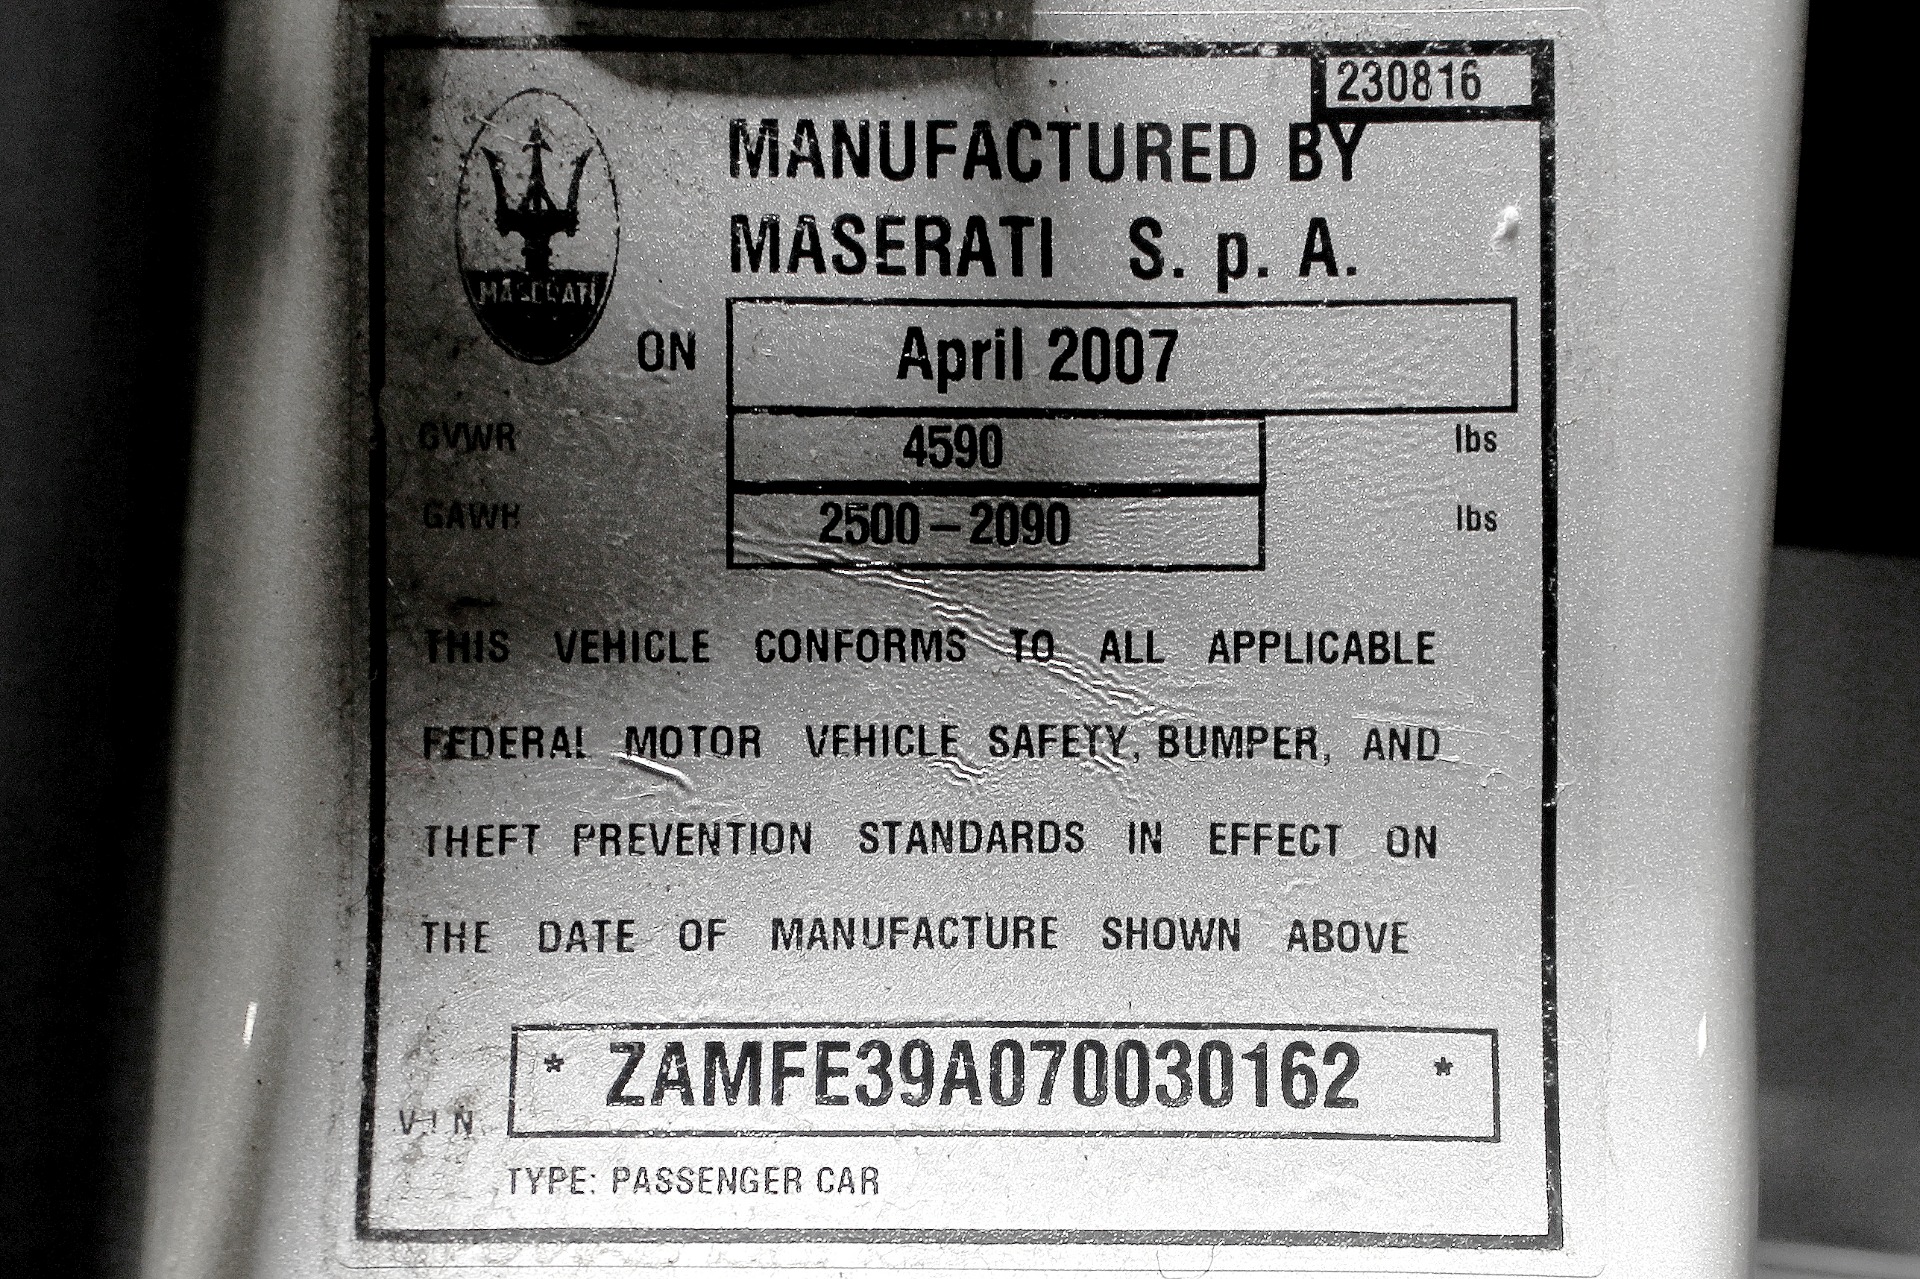 230816
MANUFACTURED BY
MASERATI S. p. A.
MASERATI
ON April 2007
GVWR 4590 lbs
GAWR 2500–2090 lbs
THIS VEHICLE CONFORMS TO ALL APPLICABLE
FEDERAL MOTOR VEHICLE SAFETY, BUMPER, AND
THEFT PREVENTION STANDARDS IN EFFECT ON
THE DATE OF MANUFACTURE SHOWN ABOVE
V.I.N. * ZAMFE39A070030162 *
TYPE: PASSENGER CAR